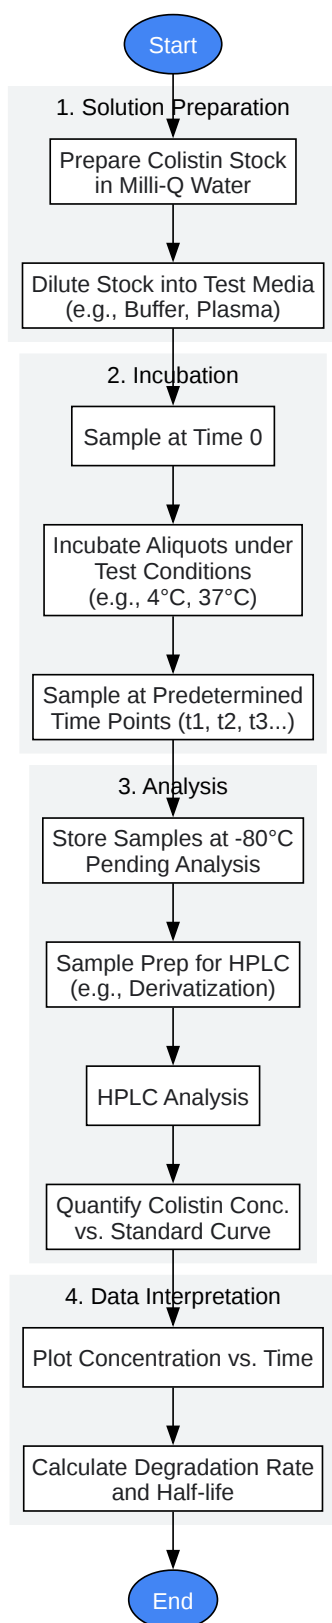 Start
1. Solution Preparation
Prepare Colistin Stock
in Milli-Q Water
Dilute Stock into Test Media
(e.g., Buffer, Plasma)
2. Incubation
Sample at Time 0
Incubate Aliquots under
Test Conditions
(e.g., 4°C, 37°C)
Sample at Predetermined
Time Points (t1, t2, t3...)
3. Analysis
Store Samples at -80°C
Pending Analysis
Sample Prep for HPLC
(e.g., Derivatization)
HPLC Analysis
Quantify Colistin Conc.
vs. Standard Curve
4. Data Interpretation
Plot Concentration vs. Time
Calculate Degradation Rate
and Half-life
End